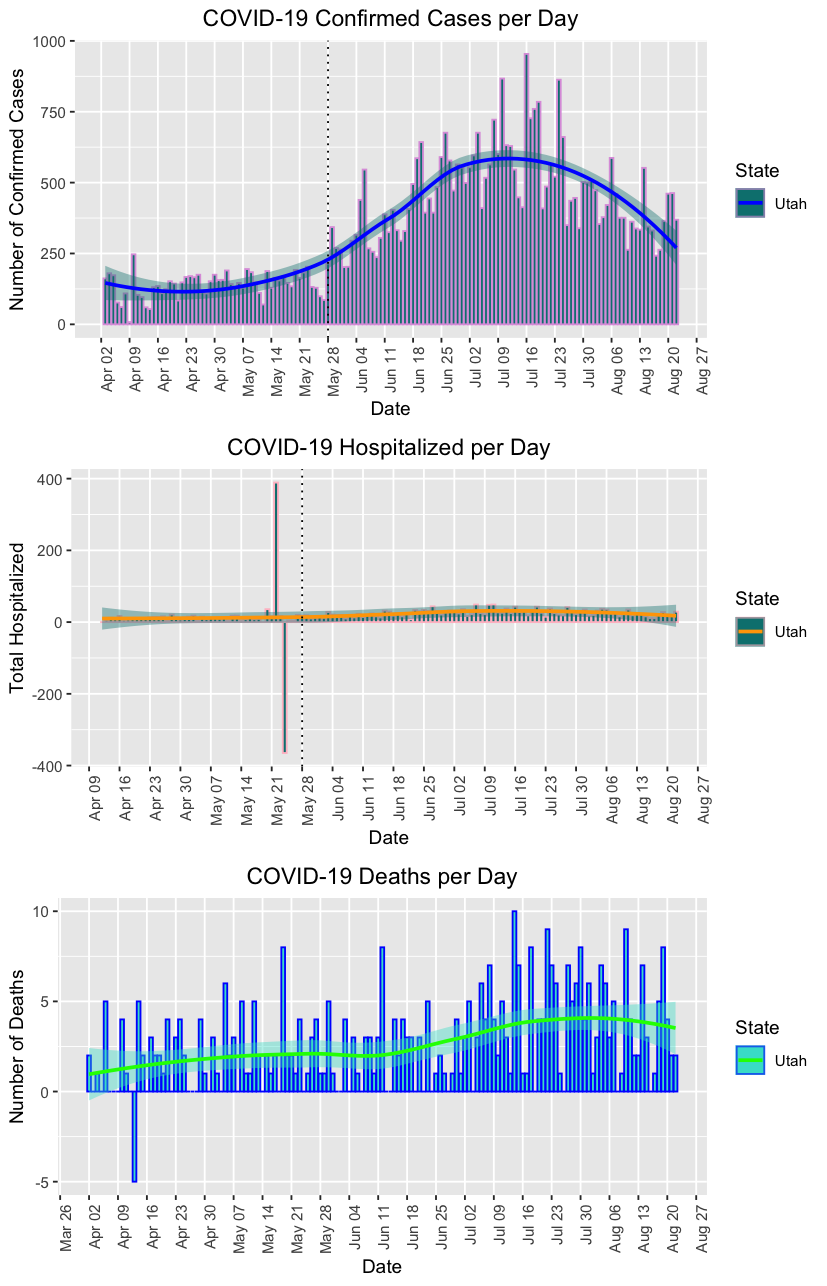 COVID-19 Confirmed Cases per Day
Number of Confirmed Cases
1000
750
500
250
0
Apr 02
Apr 09
Apr 16
Apr 23
Apr 30
May 07
May 14
May 21
May 28
Jun 04
Jun 11
Jun 18
Jun 25
Jul 02
Jul 09
Jul 16
Jul 23
Jul 30
Aug 06
Aug 13
Aug 20
Aug 27
Date
State
Utah
COVID-19 Hospitalized per Day
Total Hospitalized
400
200
0
-200
-400
Apr 09
Apr 16
Apr 23
Apr 30
May 07
May 14
May 21
May 28
Jun 04
Jun 11
Jun 18
Jun 25
Jul 02
Jul 09
Jul 16
Jul 23
Jul 30
Aug 06
Aug 13
Aug 20
Aug 27
Date
State
Utah
COVID-19 Deaths per Day
Number of Deaths
10
5
0
-5
Mar 26
Apr 02
Apr 09
Apr 16
Apr 23
Apr 30
May 07
May 14
May 21
May 28
Jun 04
Jun 11
Jun 18
Jun 25
Jul 02
Jul 09
Jul 16
Jul 23
Jul 30
Aug 06
Aug 13
Aug 20
Aug 27
Date
State
Utah